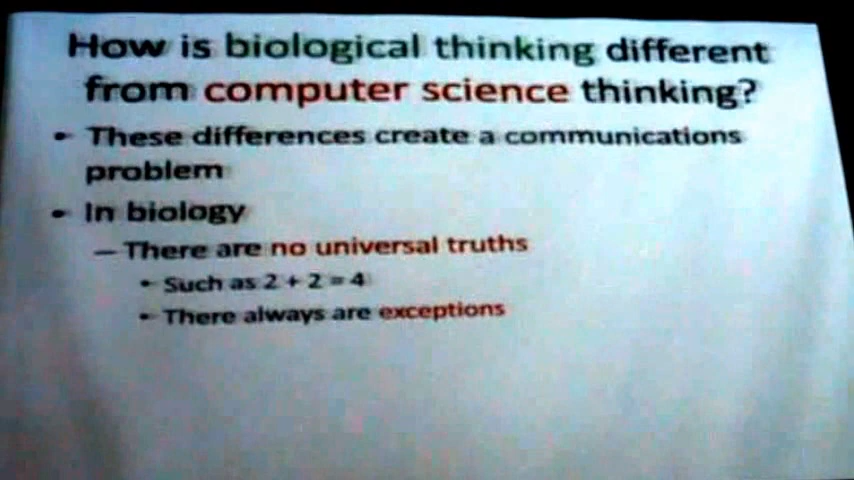 How is biological thinking different
from computer science thinking?
• These differences create a communications
problem
• In biology
– There are no universal truths
• Such as 2 + 2 = 4
• There always are exceptions